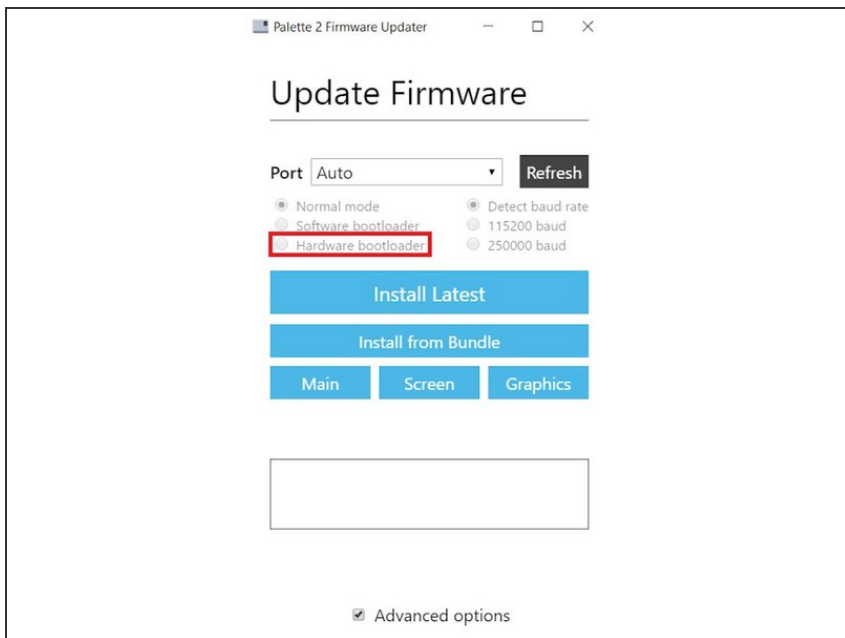 Palette 2 Firmware Updater
Update Firmware
Port Auto Refresh
Normal mode Detect baud rate
Software bootloader 115200 baud
Hardware bootloader 250000 baud
Install Latest
Install from Bundle
Main Screen Graphics
Advanced options